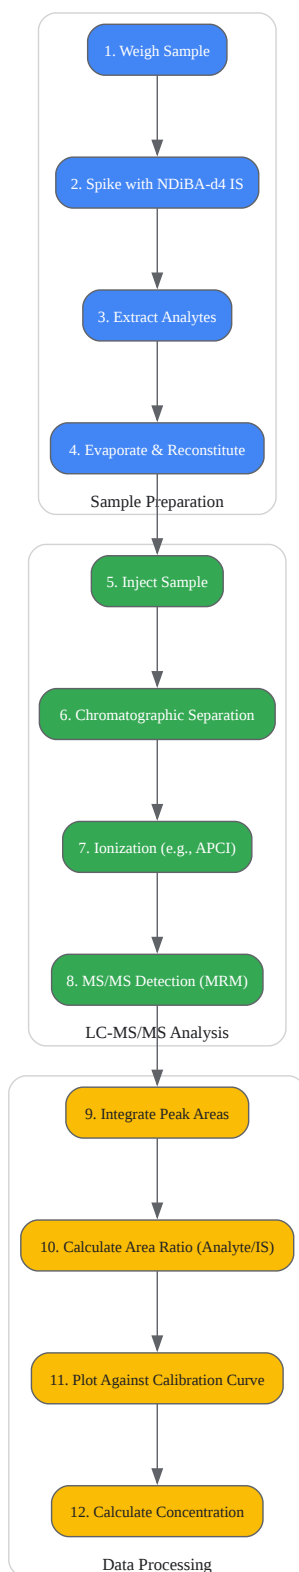 1. Weigh Sample
2. Spike with NDiBA-d4 IS
3. Extract Analytes
4. Evaporate & Reconstitute
Sample Preparation
5. Inject Sample
6. Chromatographic Separation
7. Ionization (e.g., APCI)
8. MS/MS Detection (MRM)
LC-MS/MS Analysis
9. Integrate Peak Areas
10. Calculate Area Ratio (Analyte/IS)
11. Plot Against Calibration Curve
12. Calculate Concentration
Data Processing